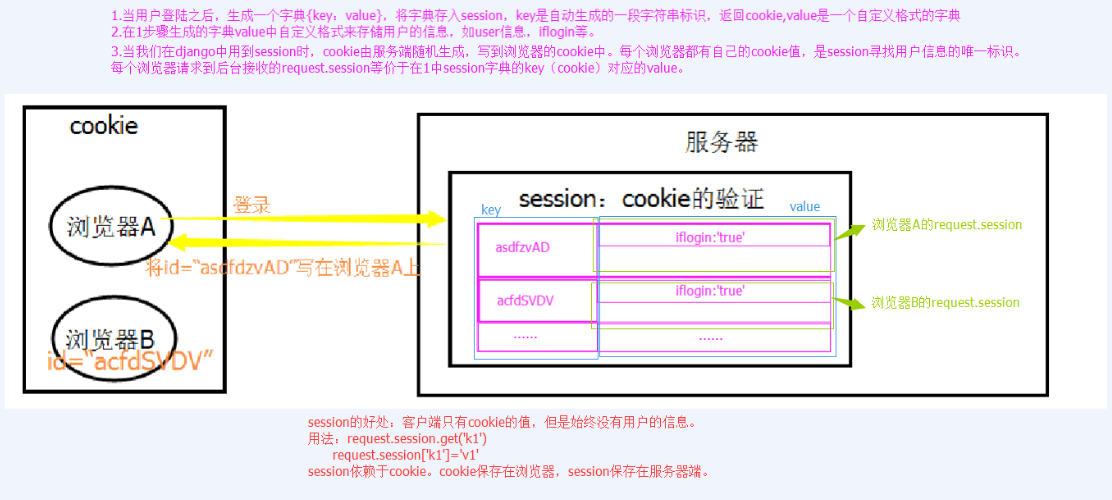 1.当用户登陆之后，生成一个字典{key：value}，将字典存入session，key是自动生成的一段字符串标识，返回cookie,value是一个自定义格式的字典
2.在1步骤生成的字典value中自定义格式来存储用户的信息，如user信息，iflogin等。
3.当我们在django中用到session时，cookie由服务端随机生成，写到浏览器的cookie中。每个浏览器都有自己的cookie值，是session寻找用户信息的唯一标识。
每个浏览器请求到后台接收的request.session等价于在1中session字典的key（cookie）对应的value。
cookie
服务器
session：cookie的验证
key
value
浏览器A
登录
asdfzvAD
iflogin:'true'
浏览器A的request.session
将id=“asdfdzvAD”写在浏览器A上
acfdSVDV
iflogin:'true'
浏览器B的request.session
浏览器B
id=“acfdSVDV”
......
......
session的好处：客户端只有cookie的值，但是始终没有用户的信息。
用法：request.session.get('k1')
request.session['k1']='v1'
session依赖于cookie。cookie保存在浏览器，session保存在服务器端。